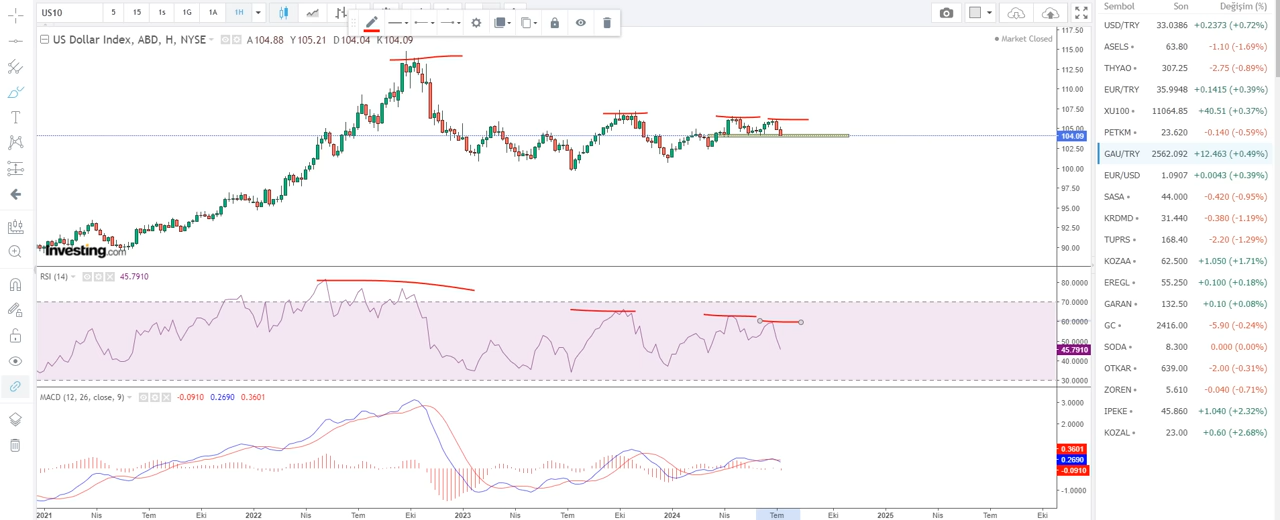 US10 5 15 1s 1G 1A 1H
US Dollar Index, ABD, H, NYSE A104.88 Y105.21 D104.04 K104.09
Market Closed
117.50
115.00
112.50
110.00
107.50
105.00
104.09
102.50
100.00
97.50
95.00
92.50
90.00
Investing.com
RSI (14) 45.7910
80.0000
70.0000
60.0000
50.0000
45.7910
40.0000
30.0000
MACD (12, 26, close, 9) -0.0910 0.2690 0.3601
3.0000
2.0000
0.3601
0.2690
-0.0910
-1.0000
2021 Nis Tem Eki 2022 Nis Tem Eki 2023 Nis Tem Eki 2024 Nis Tem Eki 2025 Nis Tem Eki
Sembol Son Değişim (%)
USD/TRY 33.0386 +0.2373 (+0.72%)
ASELS 63.80 -1.10 (-1.69%)
THYAO 307.25 -2.75 (-0.89%)
EUR/TRY 35.9948 +0.1415 (+0.39%)
XU100 11064.85 +40.51 (+0.37%)
PETKM 23.620 -0.140 (-0.59%)
GAU/TRY 2562.092 +12.463 (+0.49%)
EUR/USD 1.0907 +0.0043 (+0.39%)
SASA 44.000 -0.420 (-0.95%)
KRDMD 31.440 -0.380 (-1.19%)
TUPRS 168.40 -2.20 (-1.29%)
KOZAA 62.500 +1.050 (+1.71%)
EREGL 55.250 +0.100 (+0.18%)
GARAN 132.50 +0.10 (+0.08%)
GC 2416.00 -5.90 (-0.24%)
SODA 8.300 0.000 (0.00%)
OTKAR 639.00 -2.00 (-0.31%)
ZOREN 5.610 -0.040 (-0.71%)
IPEKE 45.860 +1.040 (+2.32%)
KOZAL 23.00 +0.60 (+2.68%)